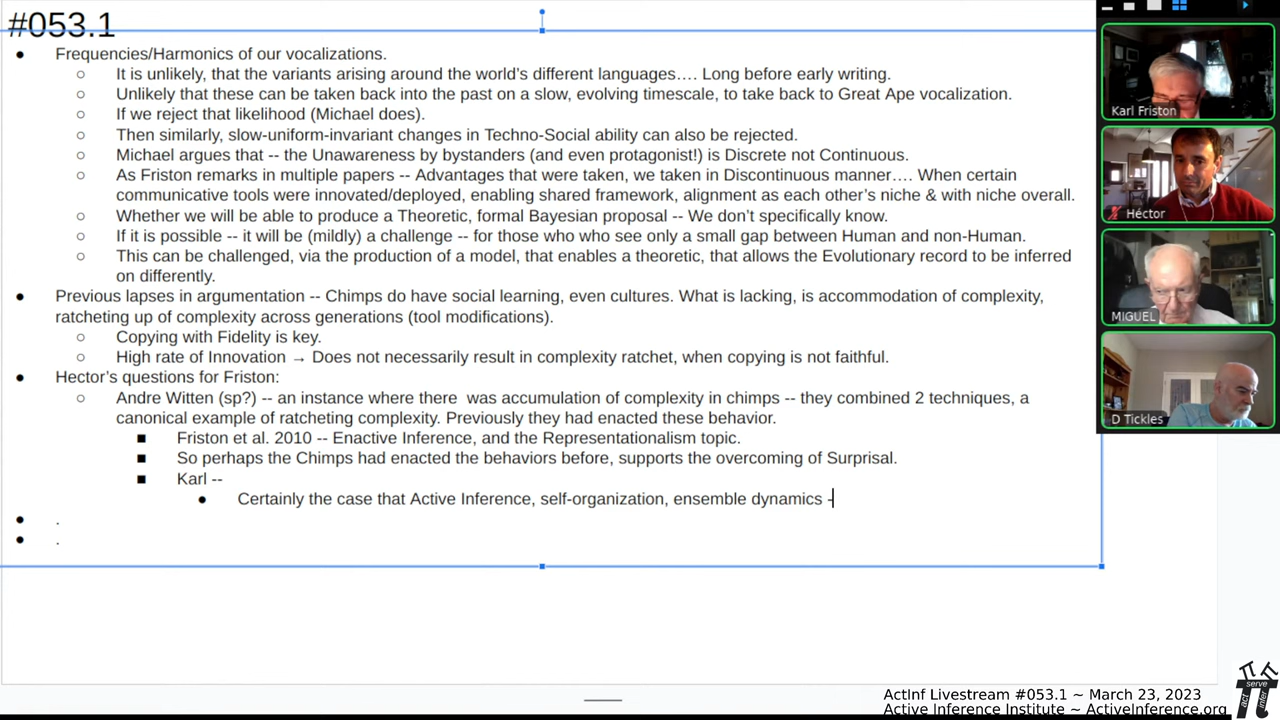 #053.1
● Frequencies/Harmonics of our vocalizations.
○ It is unlikely, that the variants arising around the world's different languages…. Long before early writing.
○ Unlikely that these can be taken back into the past on a slow, evolving timescale, to take back to Great Ape vocalization.
○ If we reject that likelihood (Michael does).
○ Then similarly, slow-uniform-invariant changes in Techno-Social ability can also be rejected.
○ Michael argues that -- the Unawareness by bystanders (and even protagonist!) is Discrete not Continuous.
○ As Friston remarks in multiple papers -- Advantages that were taken, we taken in Discontinuous manner…. When certain
communicative tools were innovated/deployed, enabling shared framework, alignment as each other's niche & with niche overall.
○ Whether we will be able to produce a Theoretic, formal Bayesian proposal -- We don't specifically know.
○ If it is possible -- it will be (mildly) a challenge -- for those who who see only a small gap between Human and non-Human.
○ This can be challenged, via the production of a model, that enables a theoretic, that allows the Evolutionary record to be inferred
on differently.
● Previous lapses in argumentation -- Chimps do have social learning, even cultures. What is lacking, is accommodation of complexity,
ratcheting up of complexity across generations (tool modifications).
○ Copying with Fidelity is key.
○ High rate of Innovation → Does not necessarily result in complexity ratchet, when copying is not faithful.
● Hector's questions for Friston:
○ Andre Witten (sp?) -- an instance where there  was accumulation of complexity in chimps -- they combined 2 techniques, a
canonical example of ratcheting complexity. Previously they had enacted these behavior.
■ Friston et al. 2010 -- Enactive Inference, and the Representationalism topic.
■ So perhaps the Chimps had enacted the behaviors before, supports the overcoming of Surprisal.
■ Karl --
● Certainly the case that Active Inference, self-organization, ensemble dynamics -
● .
● .
Karl Friston
Héctor
MIGUEL
D Tickles
ActInf Livestream #053.1 ~ March 23, 2023
Active Inference Institute ~ ActiveInference.org
serve
act
infer